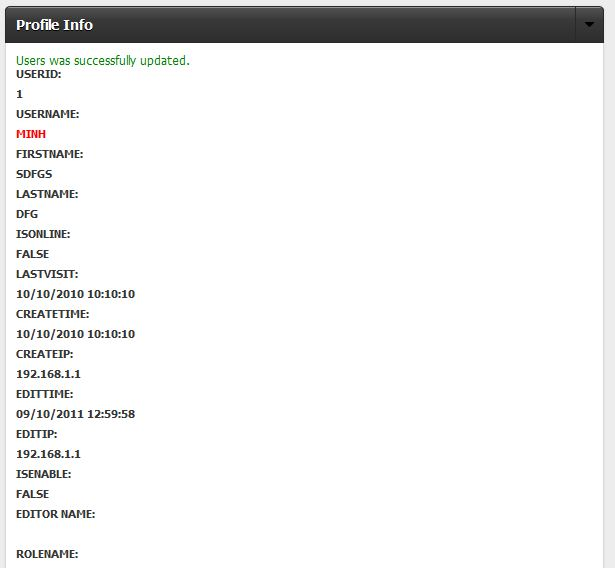 Profile Info
Users was successfully updated.
USERID:
1
USERNAME:
MINH
FIRSTNAME:
SDFGS
LASTNAME:
DFG
ISONLINE:
FALSE
LASTVISIT:
10/10/2010 10:10:10
CREATETIME:
10/10/2010 10:10:10
CREATEIP:
192.168.1.1
EDITTIME:
09/10/2011 12:59:58
EDITIP:
192.168.1.1
ISENABLE:
FALSE
EDITOR NAME:
ROLENAME: